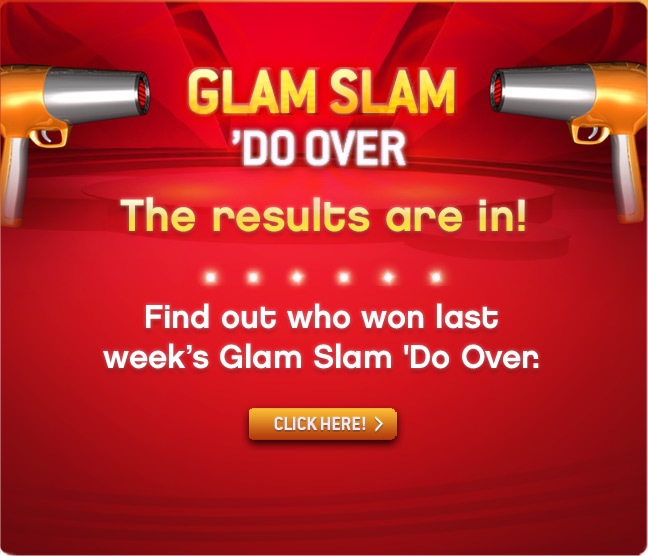 GLAM SLAM
'DO OVER
The results are in!
Find out who won last
week's Glam Slam 'Do Over:
CLICK HERE!